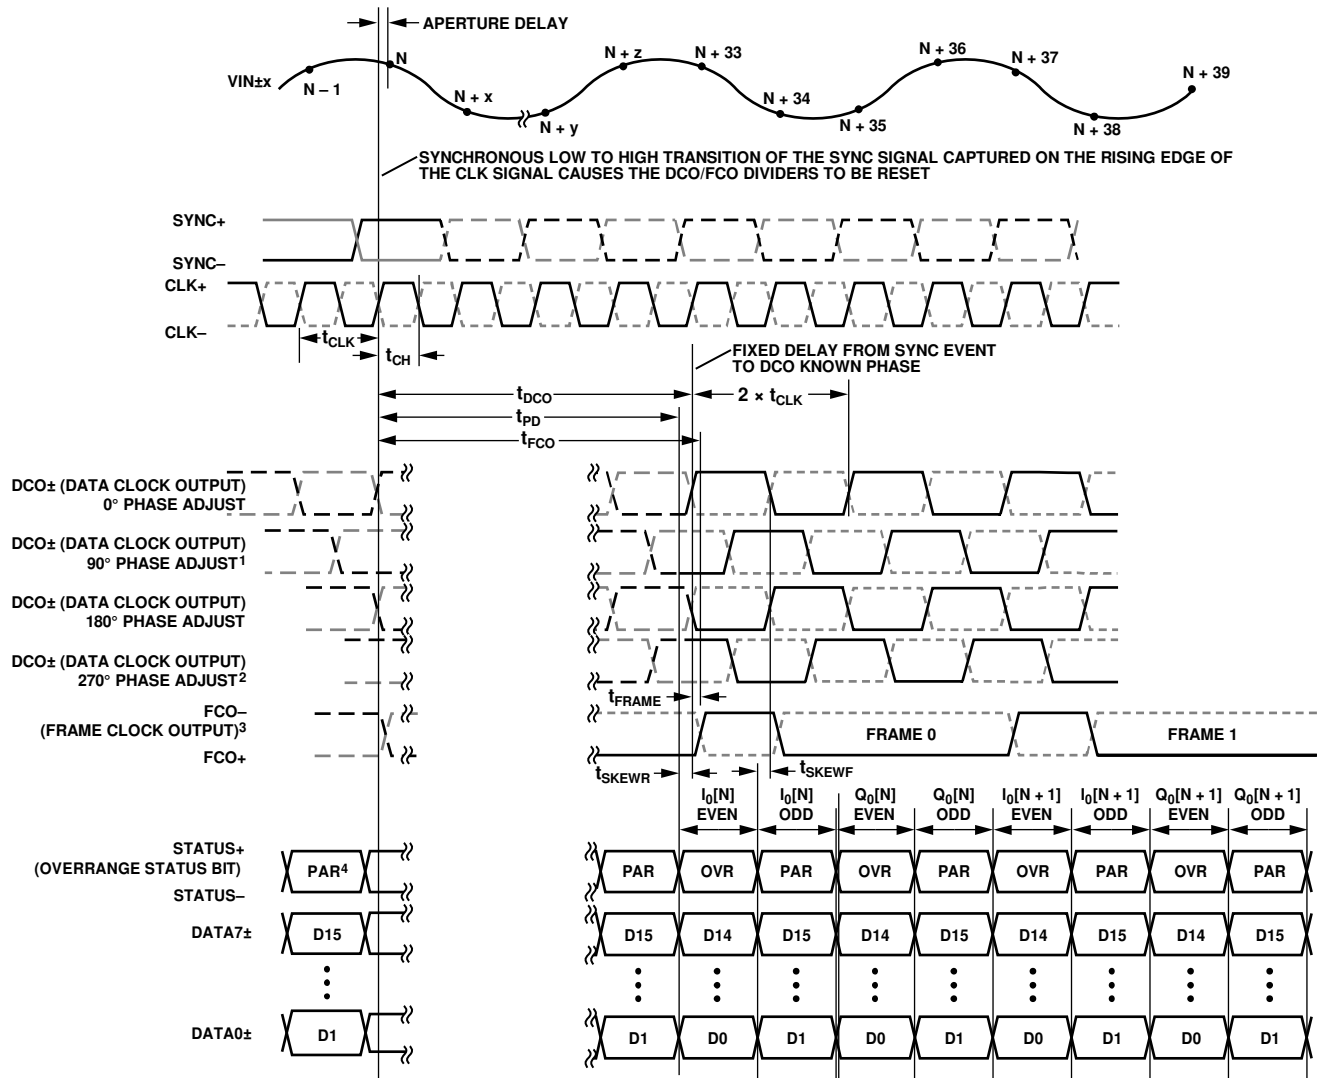 APERTURE DELAY
VIN±x
N – 1
N
N + x
N + y
N + z
N + 33
N + 34
N + 35
N + 36
N + 37
N + 38
N + 39
SYNCHRONOUS LOW TO HIGH TRANSITION OF THE SYNC SIGNAL CAPTURED ON THE RISING EDGE OF
THE CLK SIGNAL CAUSES THE DCO/FCO DIVIDERS TO BE RESET
SYNC+
SYNC–
CLK+
CLK–
tCLK
tCH
FIXED DELAY FROM SYNC EVENT
TO DCO KNOWN PHASE
tDCO
2 × tCLK
tPD
tFCO
DCO± (DATA CLOCK OUTPUT)
0° PHASE ADJUST
DCO± (DATA CLOCK OUTPUT)
90° PHASE ADJUST1
DCO± (DATA CLOCK OUTPUT)
180° PHASE ADJUST
DCO± (DATA CLOCK OUTPUT)
270° PHASE ADJUST2
tFRAME
FCO–
(FRAME CLOCK OUTPUT)3
FCO+
FRAME 0
FRAME 1
tSKEWR
tSKEWF
I0[N] I0[N] Q0[N] Q0[N] I0[N + 1] I0[N + 1] Q0[N + 1] Q0[N + 1]
EVEN ODD EVEN ODD EVEN ODD EVEN ODD
STATUS+
(OVERRANGE STATUS BIT)
STATUS–
PAR4 PAR OVR PAR OVR PAR OVR PAR OVR PAR
DATA7± D15 D15 D14 D15 D14 D15 D14 D15 D14 D15
DATA0± D1 D1 D0 D1 D0 D1 D0 D1 D0 D1